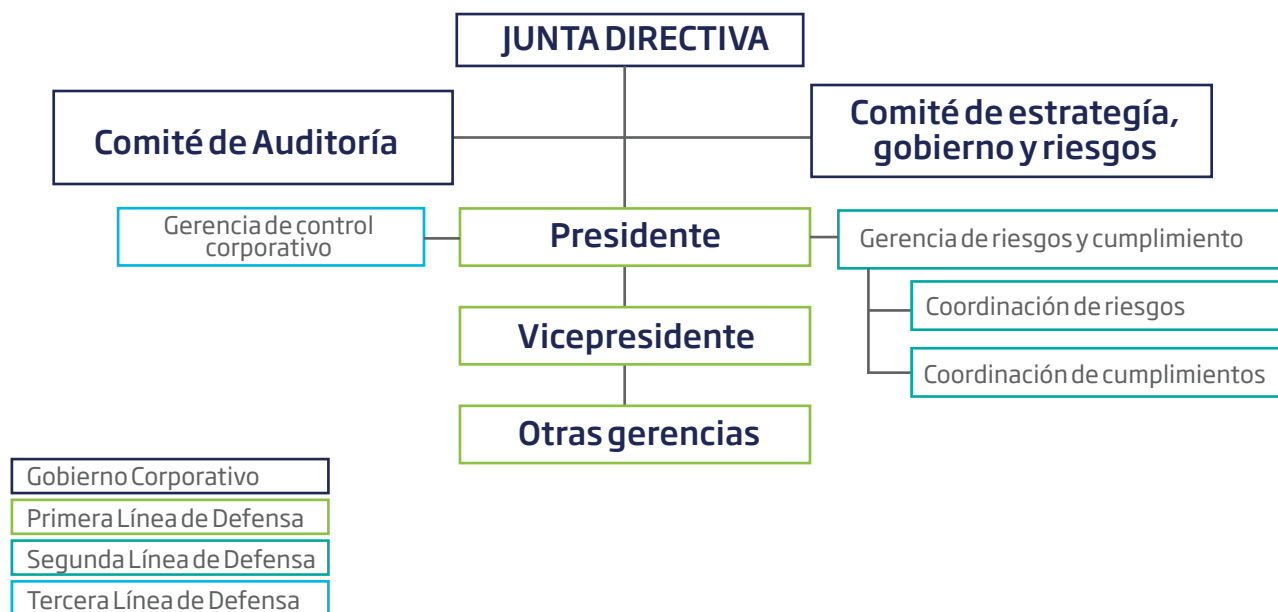 JUNTA DIRECTIVA
Comité de Auditoría
Comité de estrategía,
gobierno y riesgos
Gerencia de control
corporativo
Presidente
Gerencia de riesgos y cumplimiento
Coordinación de riesgos
Vicepresidente
Coordinación de cumplimientos
Otras gerencias
Gobierno Corporativo
Primera Línea de Defensa
Segunda Línea de Defensa
Tercera Línea de Defensa